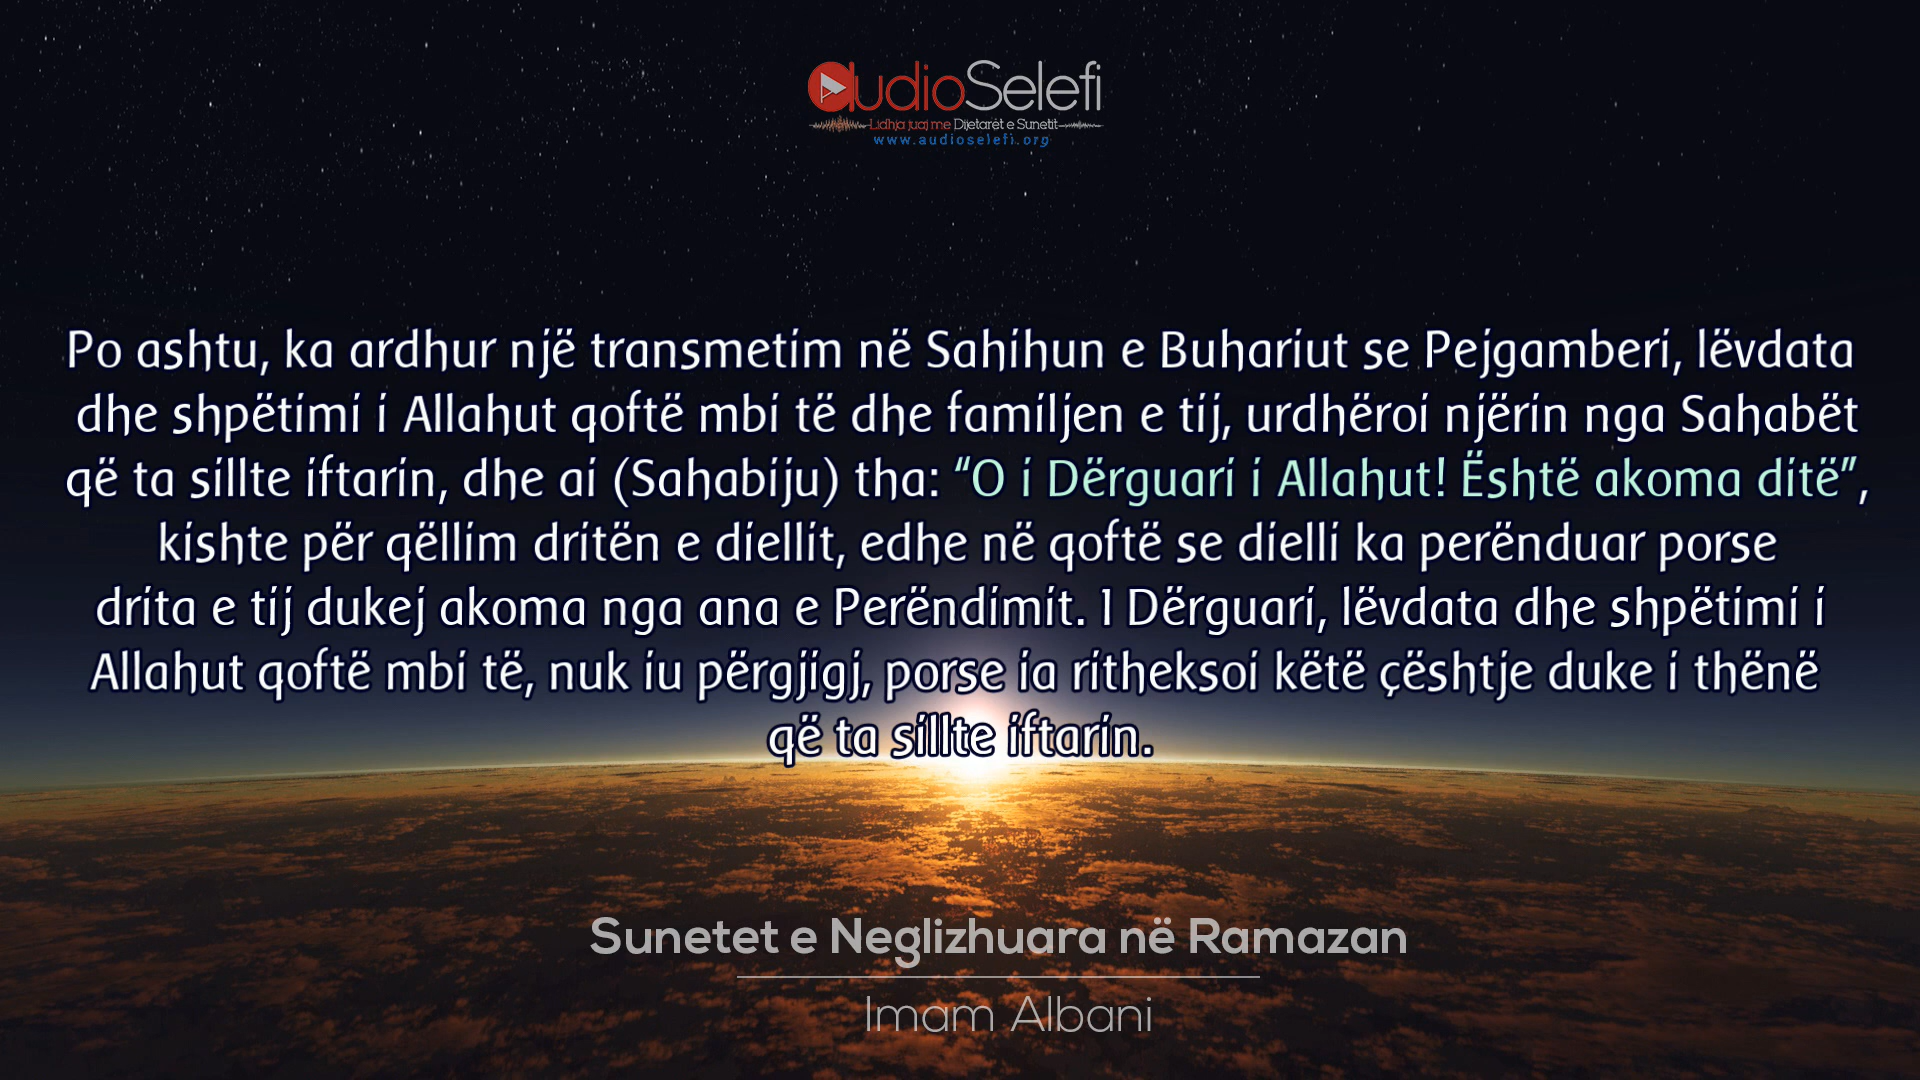 audioSelefi
Lidhja juaj me Dijetarët e Sunetit
www.audioselefi.org
Po ashtu, ka ardhur një transmetim në Sahihun e Buhariut se Pejgamberi, lëvdata
dhe shpëtimi i Allahut qoftë mbi të dhe familjen e tij, urdhëroi njërin nga Sahabët
që ta sillte iftarin, dhe ai (Sahabiju) tha: “O i Dërguari i Allahut! Është akoma ditë”,
kishte për qëllim dritën e diellit, edhe në qoftë se dielli ka perënduar porse
drita e tij dukej akoma nga ana e Perëndimit. I Dërguari, lëvdata dhe shpëtimi i
Allahut qoftë mbi të, nuk iu përgjigj, porse ia ritheksoi këtë çështje duke i thënë
që ta sillte iftarin.
Sunetet e Neglizhuara në Ramazan
Imam Albani